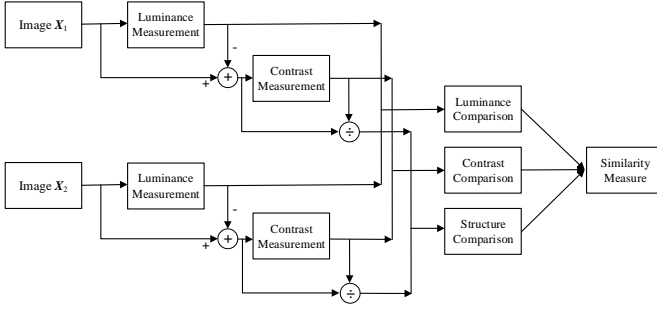 Image X₁
Luminance
Measurement
-
+
+
Contrast
Measurement
÷
Luminance
Comparison
Image X₂
Luminance
Measurement
Contrast
Comparison
Similarity
Measure
-
+
+
Contrast
Measurement
Structure
Comparison
÷